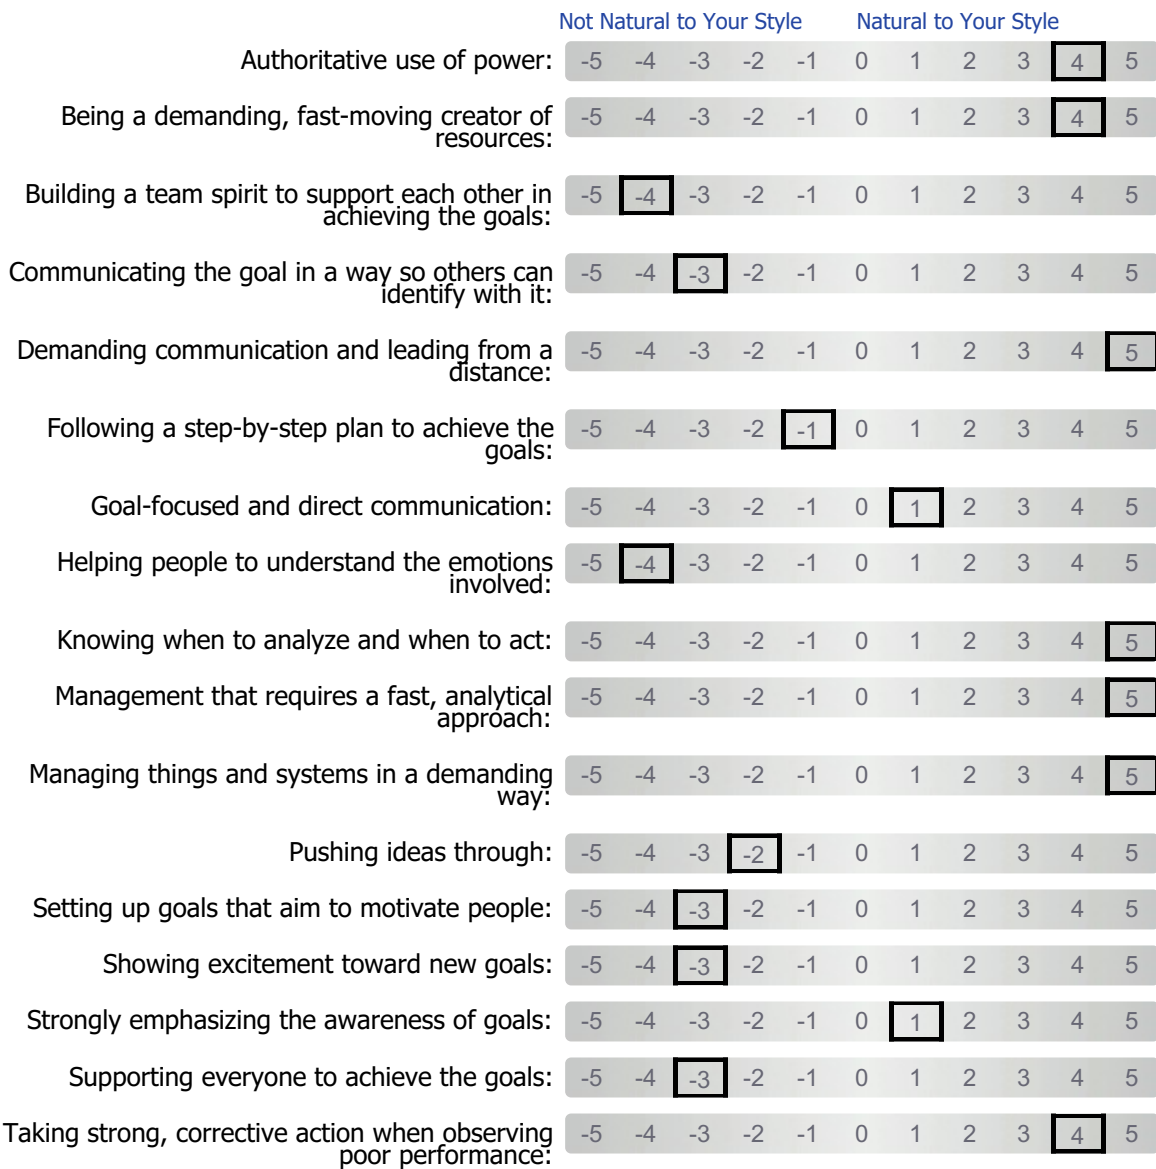 Not Natural to Your Style Natural to Your Style
Authoritative use of power: -5 -4 -3 -2 -1 0 1 2 3 4 5
Being a demanding, fast-moving creator of
resources: -5 -4 -3 -2 -1 0 1 2 3 4 5
Building a team spirit to support each other in
achieving the goals: -5 -4 -3 -2 -1 0 1 2 3 4 5
Communicating the goal in a way so others can
identify with it: -5 -4 -3 -2 -1 0 1 2 3 4 5
Demanding communication and leading from a
distance: -5 -4 -3 -2 -1 0 1 2 3 4 5
Following a step-by-step plan to achieve the
goals: -5 -4 -3 -2 -1 0 1 2 3 4 5
Goal-focused and direct communication: -5 -4 -3 -2 -1 0 1 2 3 4 5
Helping people to understand the emotions
involved: -5 -4 -3 -2 -1 0 1 2 3 4 5
Knowing when to analyze and when to act: -5 -4 -3 -2 -1 0 1 2 3 4 5
Management that requires a fast, analytical
approach: -5 -4 -3 -2 -1 0 1 2 3 4 5
Managing things and systems in a demanding
way: -5 -4 -3 -2 -1 0 1 2 3 4 5
Pushing ideas through: -5 -4 -3 -2 -1 0 1 2 3 4 5
Setting up goals that aim to motivate people: -5 -4 -3 -2 -1 0 1 2 3 4 5
Showing excitement toward new goals: -5 -4 -3 -2 -1 0 1 2 3 4 5
Strongly emphasizing the awareness of goals: -5 -4 -3 -2 -1 0 1 2 3 4 5
Supporting everyone to achieve the goals: -5 -4 -3 -2 -1 0 1 2 3 4 5
Taking strong, corrective action when observing
poor performance: -5 -4 -3 -2 -1 0 1 2 3 4 5